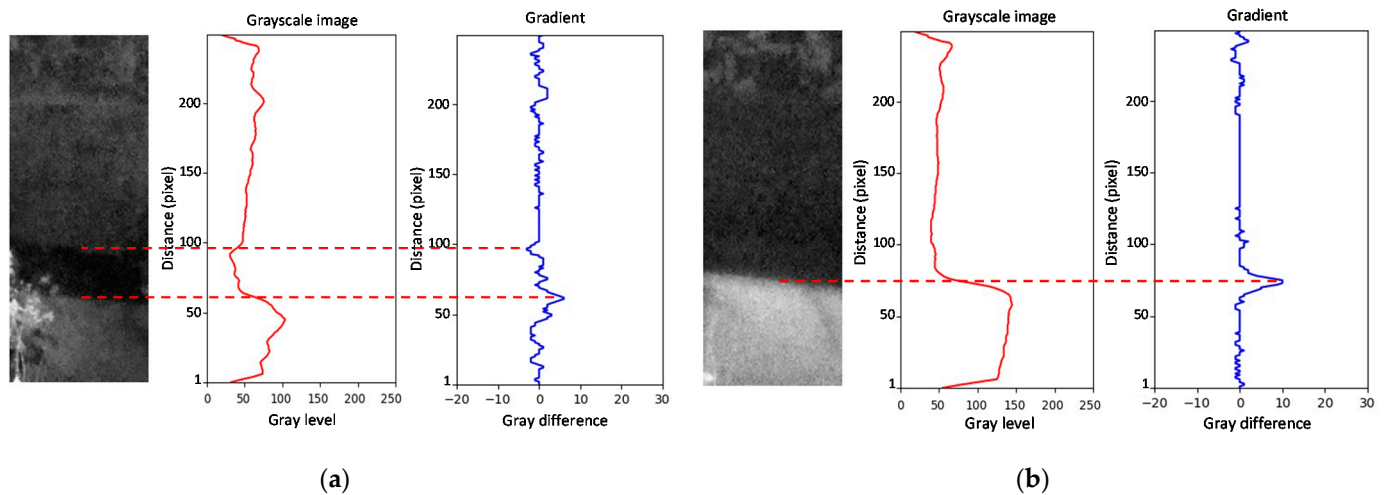 Grayscale image
Gradient
Distance (pixel)
200
150
100
50
1
0 50 100 150 200 250
Gray level
Distance (pixel)
200
150
100
50
1
−20 −10 0 10 20 30
Gray difference
(a)
Grayscale image
Gradient
Distance (pixel)
200
150
100
50
1
0 50 100 150 200 250
Gray level
Distance (pixel)
200
150
100
50
1
−20 −10 0 10 20 30
Gray difference
(b)